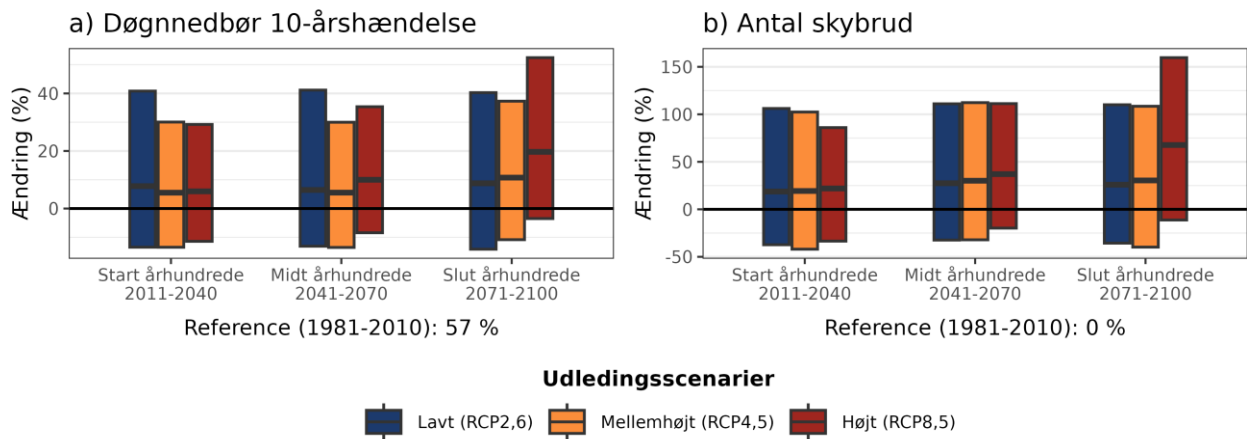 a) Døgnnedbør 10-årshændelse
Ændring (%)
40
20
0
Start århundrede
2011-2040
Midt århundrede
2041-2070
Slut århundrede
2071-2100
Reference (1981-2010): 57 %
b) Antal skybrud
Ændring (%)
150
100
50
0
-50
Start århundrede
2011-2040
Midt århundrede
2041-2070
Slut århundrede
2071-2100
Reference (1981-2010): 0 %
Udledingsscenarier
Lavt (RCP2,6)
Mellemhøjt (RCP4,5)
Højt (RCP8,5)